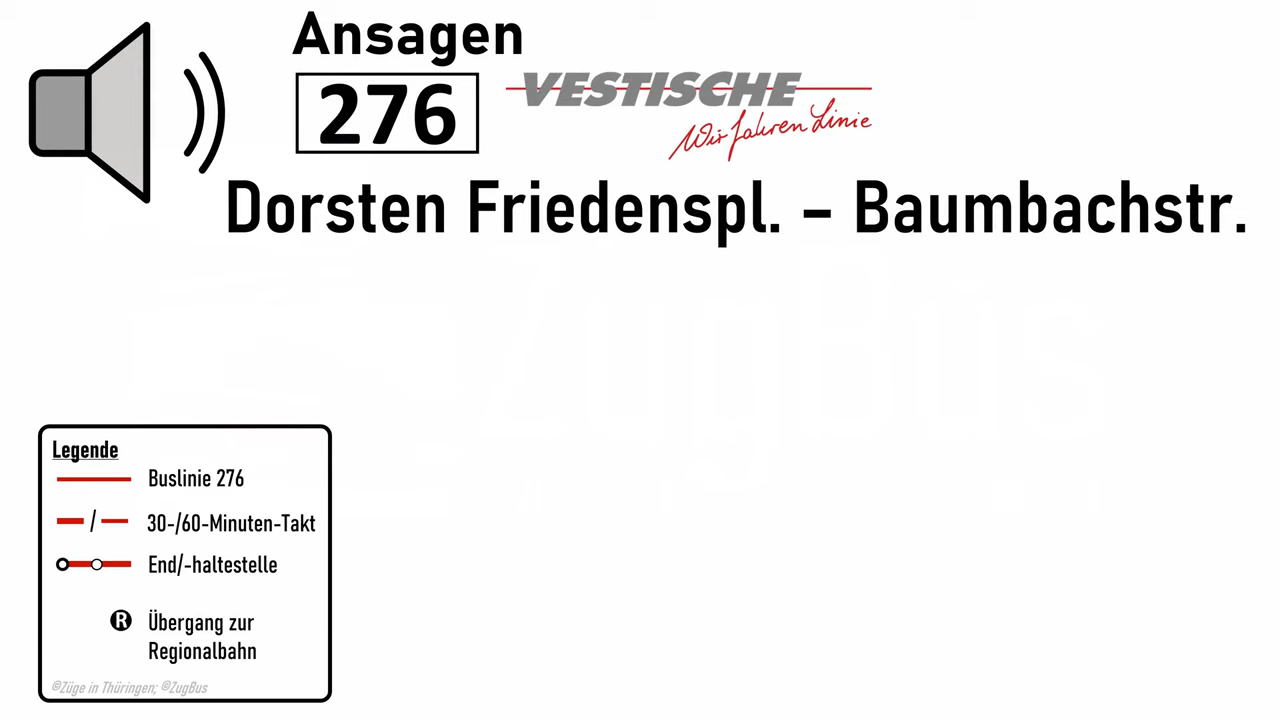 Ansagen
276
VESTISCHE
Wir fahren Linie
Dorsten Friedenspl. – Baumbachstr.
Legende
Buslinie 276
/ 30-/60-Minuten-Takt
End/-haltestelle
R Übergang zur
Regionalbahn
©Züge in Thüringen; ©ZugBus